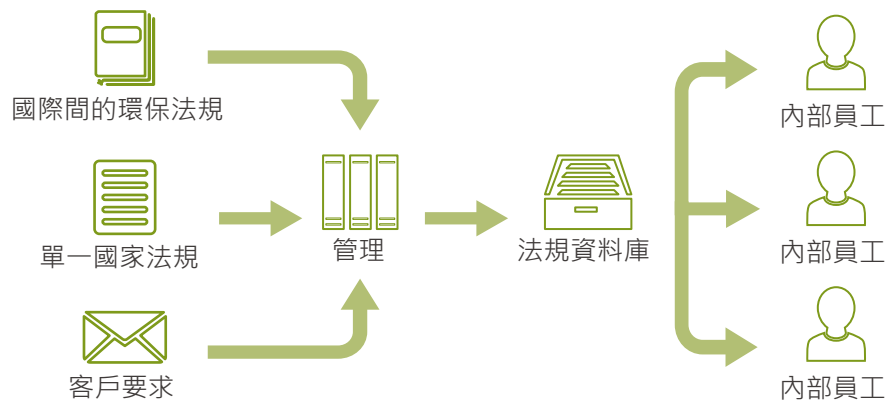 國際間的環保法規
單一國家法規
客戶要求
管理
法規資料庫
內部員工
內部員工
內部員工